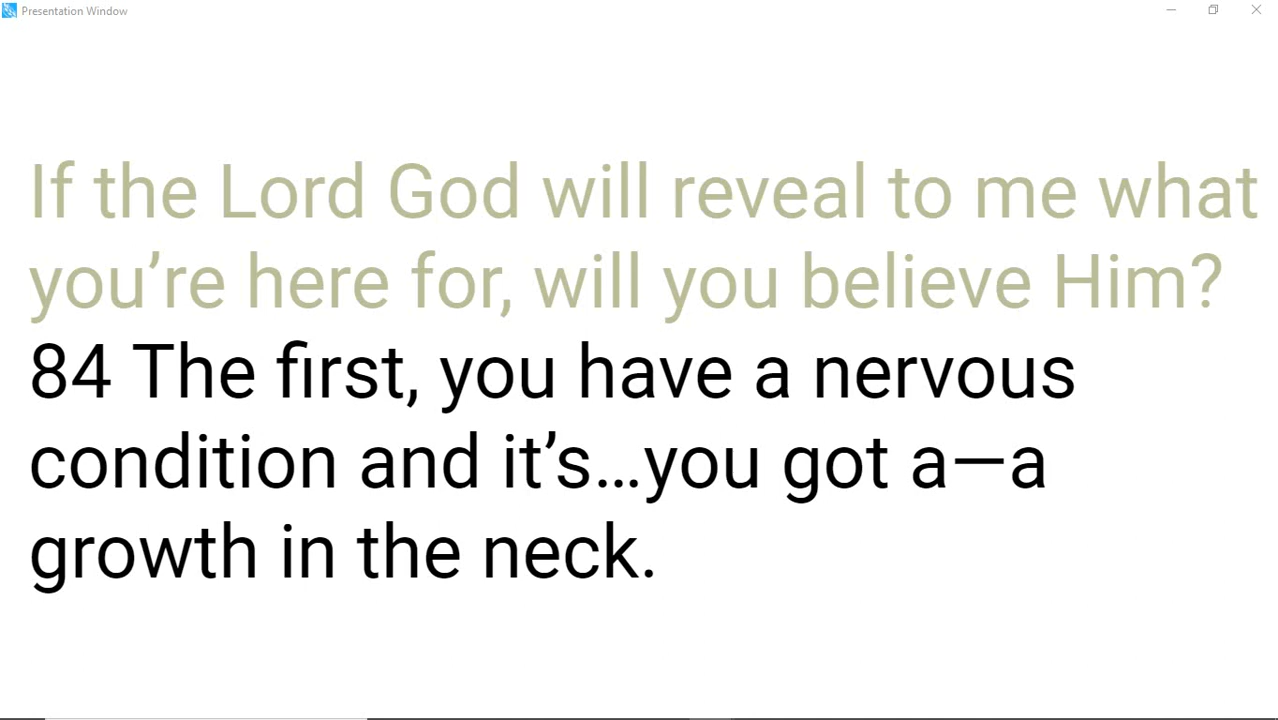 Presentation Window
If the Lord God will reveal to me what
you’re here for, will you believe Him?
84 The first, you have a nervous
condition and it’s…you got a—a
growth in the neck.